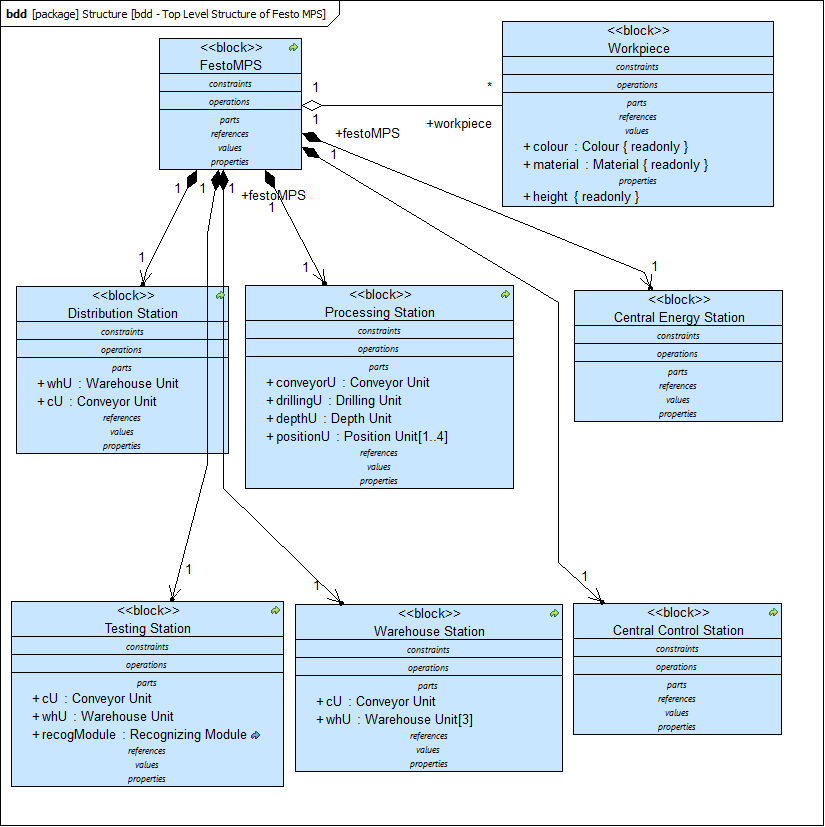 bdd [package] Structure [bdd - Top Level Structure of Festo MPS]
<<block>>
FestoMPS
constraints
operations
parts
references
values
properties
<<block>>
Workpiece
constraints
operations
parts
references
values
+ colour : Colour { readonly }
+ material : Material { readonly }
properties
+ height { readonly }
1
*
1
+workpiece
+festoMPS
1
1
1
1
+festoMPS
1
1
1
1
<<block>>
Distribution Station
constraints
operations
parts
+ whU : Warehouse Unit
+ cU : Conveyor Unit
references
values
properties
<<block>>
Processing Station
constraints
operations
parts
+ conveyorU : Conveyor Unit
+ drillingU : Drilling Unit
+ depthU : Depth Unit
+ positionU : Position Unit[1..4]
references
values
properties
<<block>>
Central Energy Station
constraints
operations
parts
references
values
properties
1
1
1
<<block>>
Testing Station
constraints
operations
parts
+ cU : Conveyor Unit
+ whU : Warehouse Unit
+ recogModule : Recognizing Module
references
values
properties
<<block>>
Warehouse Station
constraints
operations
parts
+ cU : Conveyor Unit
+ whU : Warehouse Unit[3]
references
values
properties
<<block>>
Central Control Station
constraints
operations
parts
references
values
properties